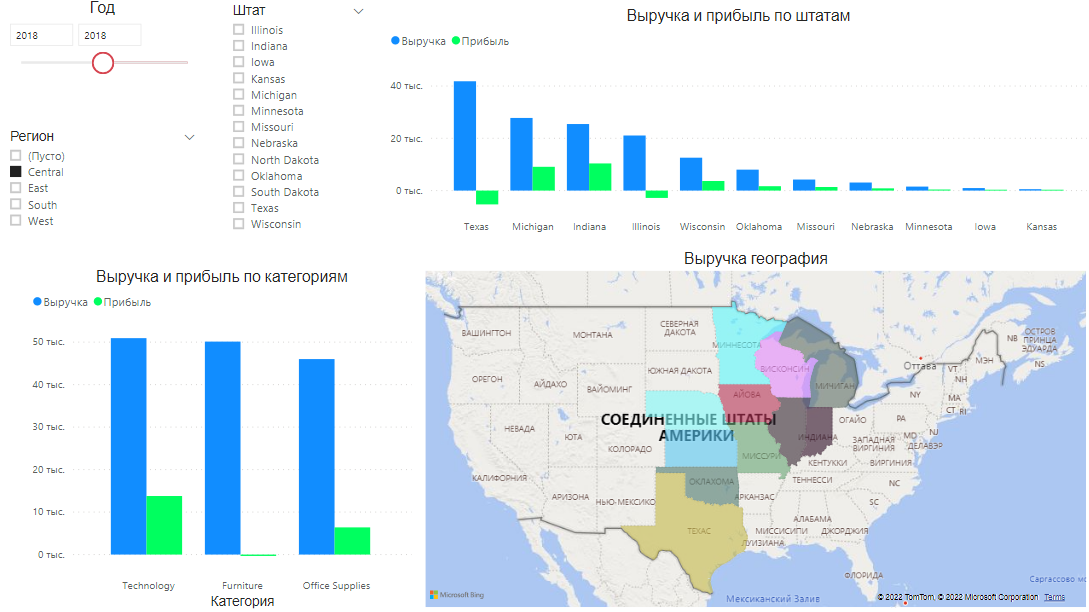 Год
2018
2018
Регион
(Пусто)
Central
East
South
West
Штат
Illinois
Indiana
Iowa
Kansas
Michigan
Minnesota
Missouri
Nebraska
North Dakota
Oklahoma
South Dakota
Texas
Wisconsin
Выручка и прибыль по штатам
Выручка Прибыль
40 тыс.
20 тыс.
0 тыс.
Texas Michigan Indiana Illinois Wisconsin Oklahoma Missouri Nebraska Minnesota Iowa Kansas
Выручка и прибыль по категориям
Выручка Прибыль
50 тыс.
40 тыс.
30 тыс.
20 тыс.
10 тыс.
0 тыс.
Technology Furniture Office Supplies
Категория
Выручка география
ВАШИНГТОН
МОНТАНА
СЕВЕРНАЯ
ДАКОТА
МИННЕСОТА
NB
ОСТРОВ
ПРИНЦА
ЭДУАРДА
МЭН
NS
Оттава
VT
NH
ОРЕГОН
АЙДАХО
ВАЙОМИНГ
ЮЖНАЯ ДАКОТА
ВИСКОНСИН
МИЧИГАН
NY
MA
CT
RI
АЙОВА
НЕВАДА
ЮТА
КОЛОРАДО
СОЕДИНЕННЫЕ ШТАТЫ
АМЕРИКИ
ИНДИАНА
ОГАЙО
PA
NJ
MD
ДЕЛАВЭР
ЗАПАДНАЯ
ВИРГИНИЯ
МИССУРИ
КЕНТУККИ
ВИРГИНИЯ
КАЛИФОРНИЯ
АРИЗОНА
НЬЮ-МЕКСИКО
ОКЛАХОМА
АРКАНЗАС
ТЕННЕССИ
NC
SC
ТЕХАС
ЛУИЗИАНА
МИССИСИПИ
АЛАБАМА
ДЖОРДЖИЯ
ФЛОРИДА
Саргассово мо
Мексиканский Залив
Microsoft Bing
© 2022 TomTom, © 2022 Microsoft Corporation Terms